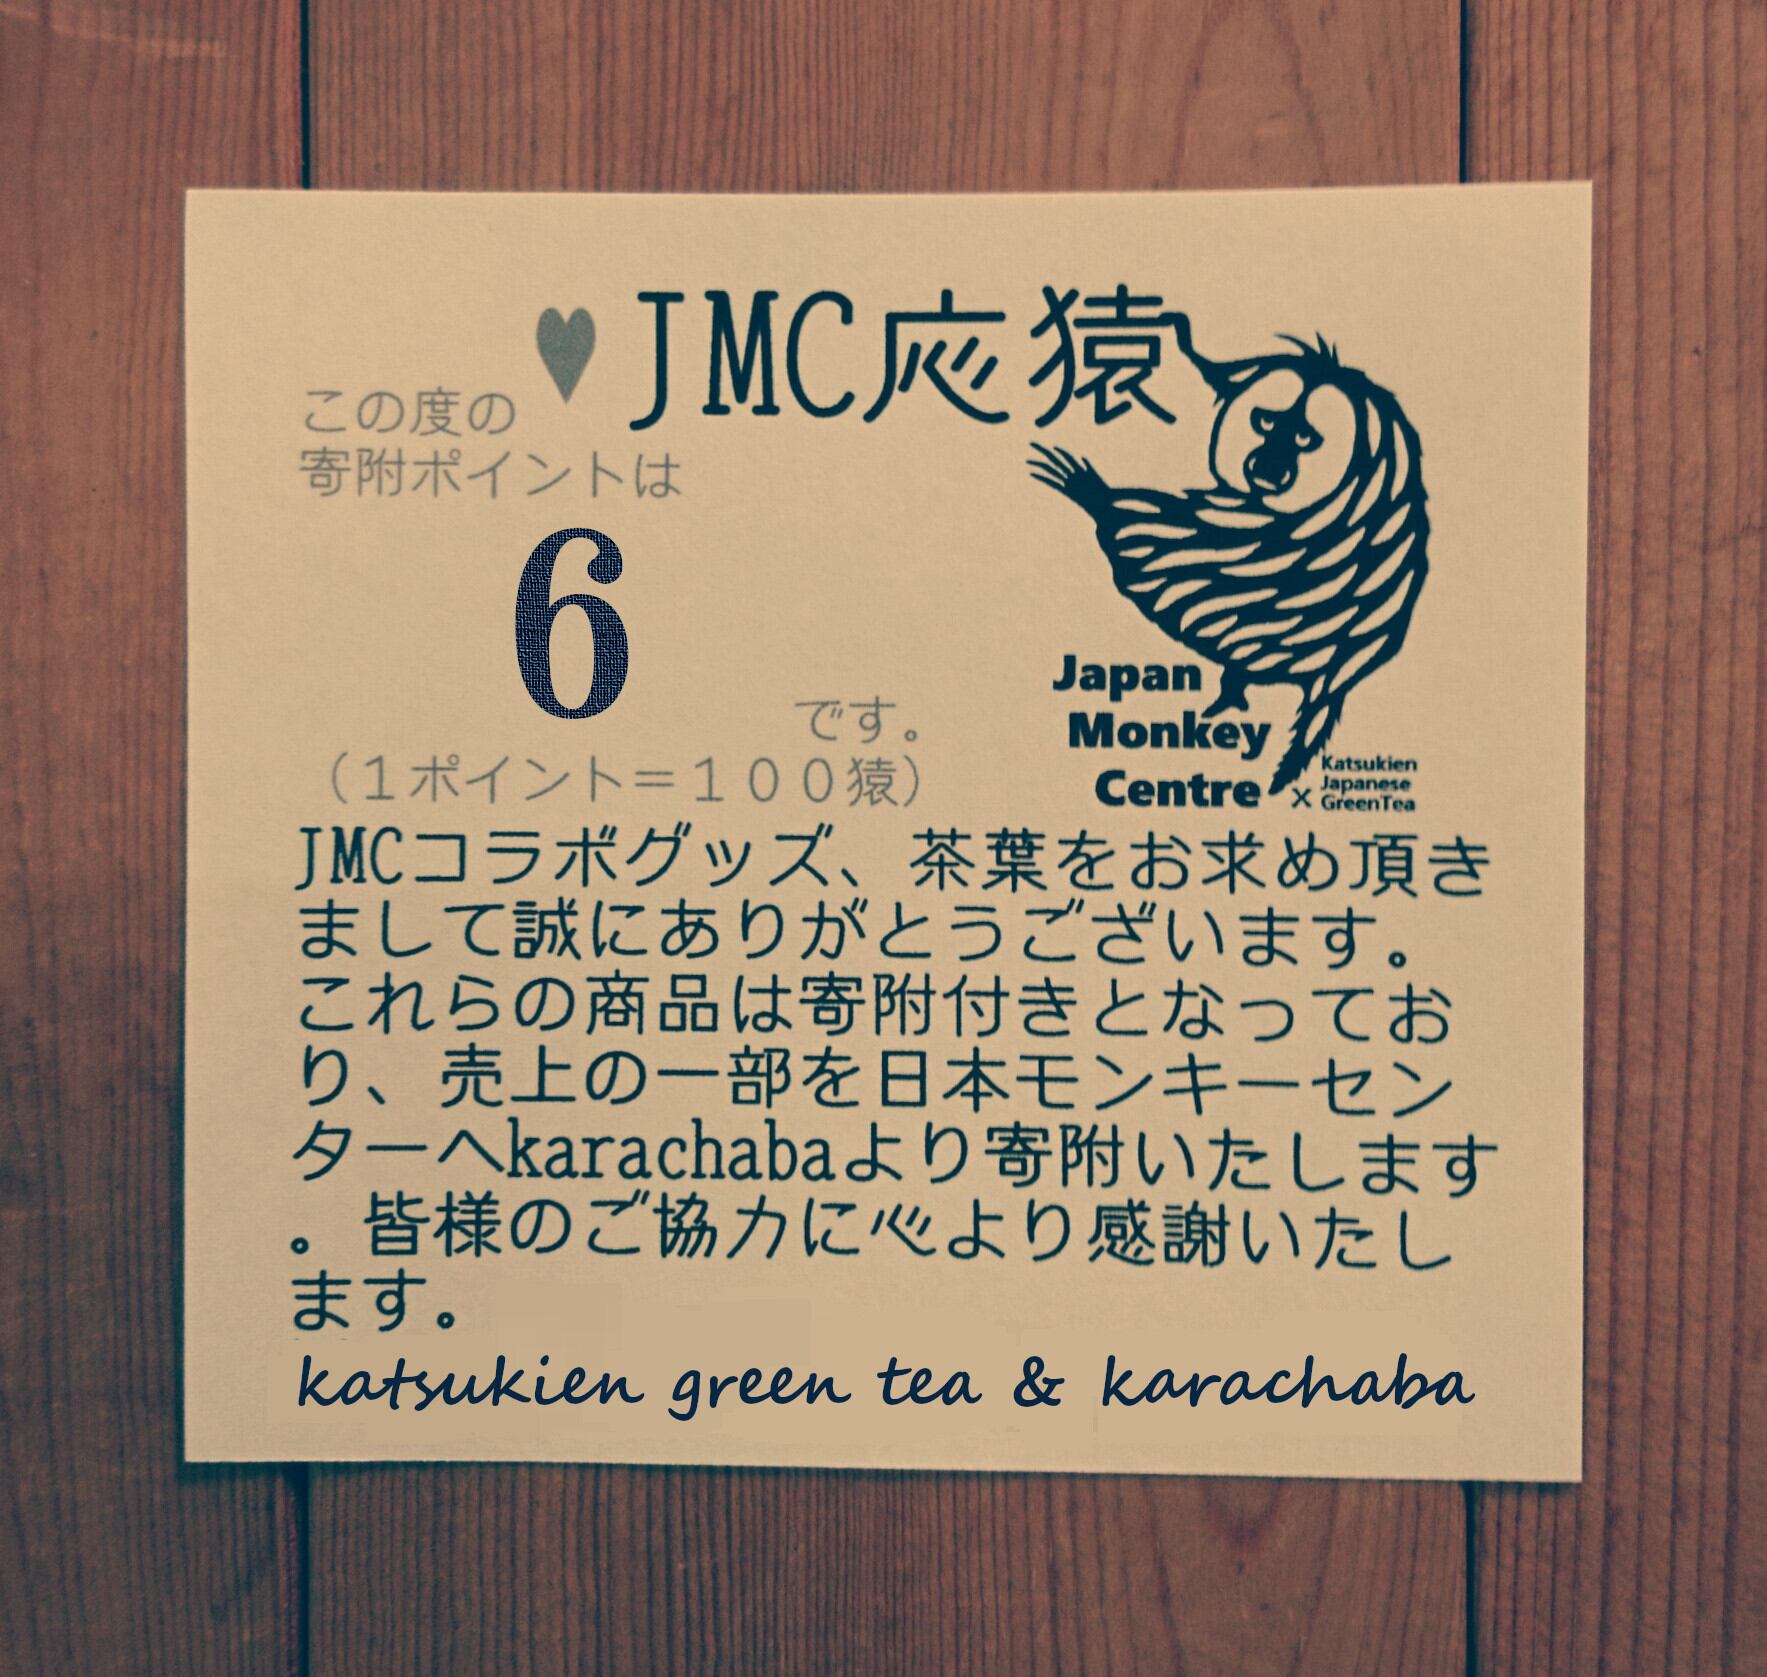 ♥JMC応猿
この度の
寄附ポイントは
6
です。
（１ポイント＝１００猿）
Japan
Monkey
Centre
× Katsukien
Japanese
GreenTea
JMCコラボグッズ、茶葉をお求め頂き
まして誠にありがとうございます。
これらの商品は寄附付きとなってお
り、売上の一部を日本モンキーセン
ターへkarachabaより寄附いたします
。皆様のご協力に心より感謝いたし
ます。
katsukien green tea & karachaba